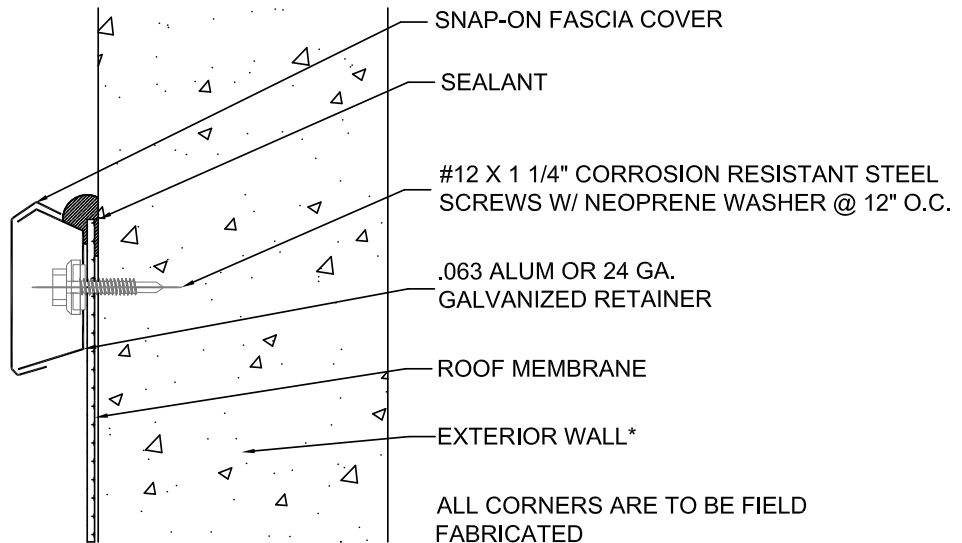 SNAP-ON FASCIA COVER
SEALANT
#12 X 1 1/4" CORROSION RESISTANT STEEL
SCREWS W/ NEOPRENE WASHER @ 12" O.C.
.063 ALUM OR 24 GA.
GALVANIZED RETAINER
ROOF MEMBRANE
EXTERIOR WALL*
ALL CORNERS ARE TO BE FIELD
FABRICATED